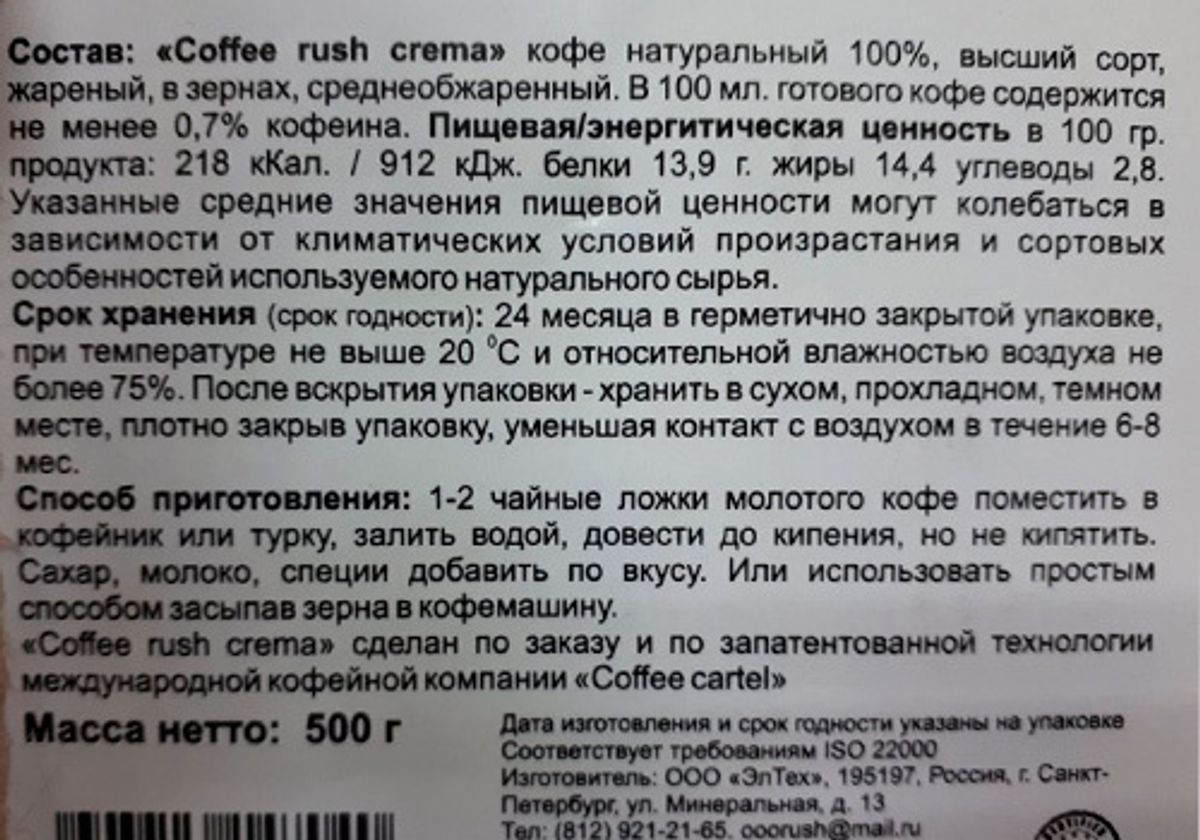 Состав: «Coffee rush crema» кофе натуральный 100%, высший сорт,
жареный, в зернах, среднеобжаренный. В 100 мл. готового кофе содержится
не менее 0,7% кофеина. Пищевая/энергитическая ценность в 100 гр.
продукта: 218 кКал. / 912 кДж. белки 13,9 г. жиры 14,4 углеводы 2,8.
Указанные средние значения пищевой ценности могут колебаться в
зависимости от климатических условий произрастания и сортовых
особенностей используемого натурального сырья.
Срок хранения (срок годности): 24 месяца в герметично закрытой упаковке,
при температуре не выше 20 ⁰С и относительной влажностью воздуха не
более 75%. После вскрытия упаковки - хранить в сухом, прохладном, темном
месте, плотно закрыв упаковку, уменьшая контакт с воздухом в течение 6-8
мес.
Способ приготовления: 1-2 чайные ложки молотого кофе поместить в
кофейник или турку, залить водой, довести до кипения, но не кипятить.
Сахар, молоко, специи добавить по вкусу. Или использовать простым
способом засыпав зерна в кофемашину.
«Coffee rush crema» сделан по заказу и по запатентованной технологии
международной кофейной компании «Coffee cartel»
Масса нетто: 500 г
Дата изготовления и срок годности указаны на упаковке
Соответствует требованиям ISO 22000
Изготовитель: ООО «ЭлТех», 195197, Россия, г. Санкт-
Петербург, ул. Минеральная, д. 13
Тел: (812) 921-21-65. ooorush@mail.ru